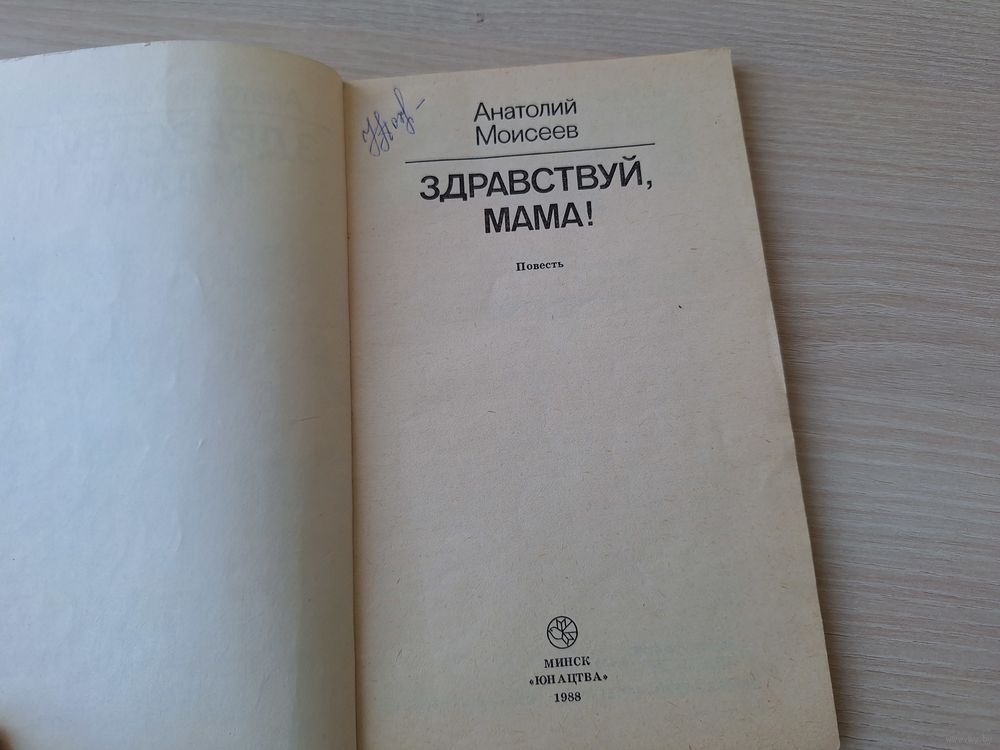 Анатолий
Моисеев
ЗДРАВСТВУЙ,
МАМА!
Повесть
МИНСК
«ЮНАЦТВА»
1988